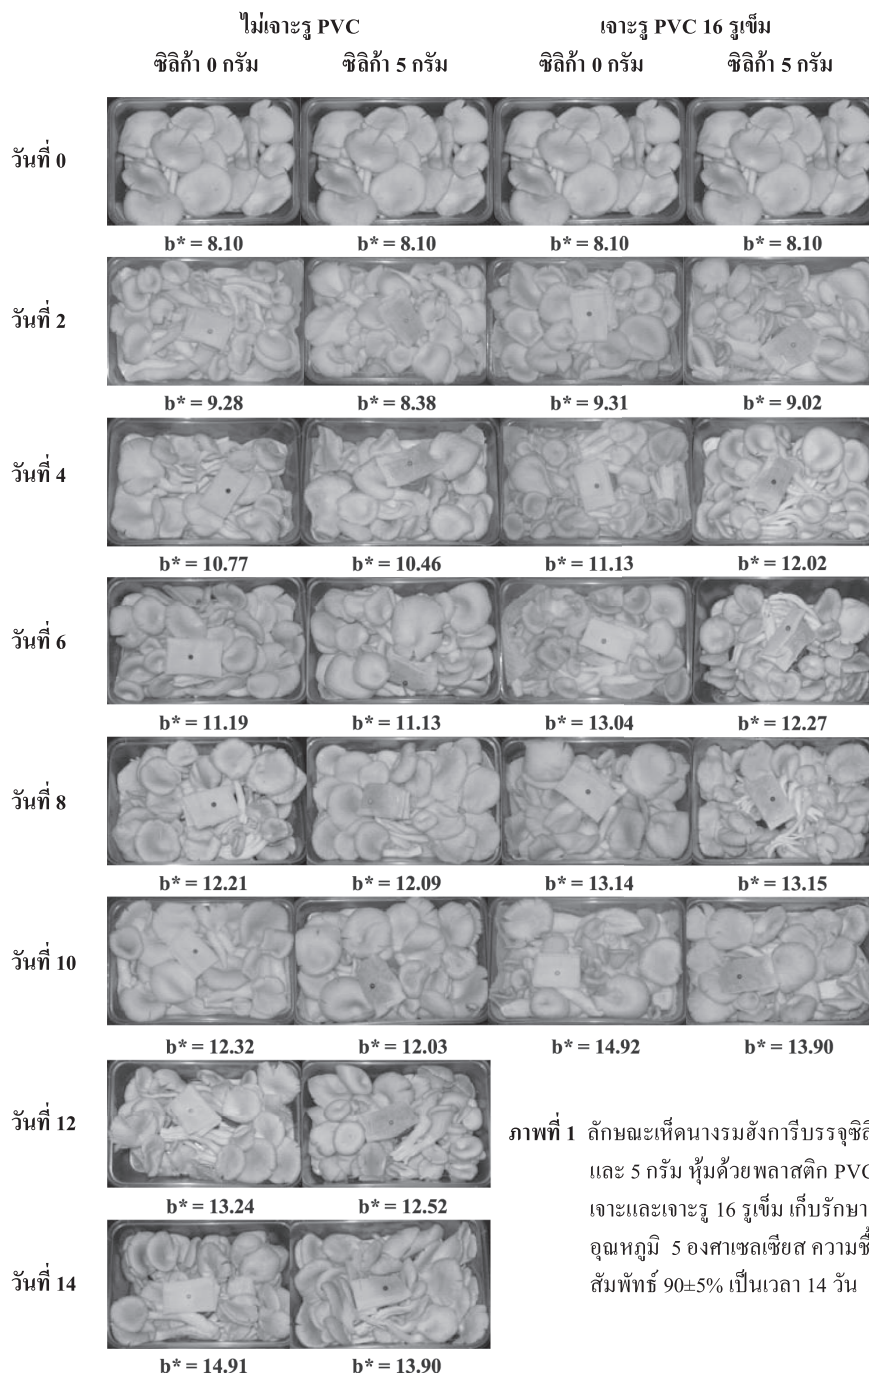 ไม่เจาะรู PVC เจาะรู PVC 16 รูเข็ม
ซิลิก้า 0 กรัม ซิลิก้า 5 กรัม ซิลิก้า 0 กรัม ซิลิก้า 5 กรัม
วันที่ 0
b* = 8.10 b* = 8.10 b* = 8.10 b* = 8.10
วันที่ 2
b* = 9.28 b* = 8.38 b* = 9.31 b* = 9.02
วันที่ 4
b* = 10.77 b* = 10.46 b* = 11.13 b* = 12.02
วันที่ 6
b* = 11.19 b* = 11.13 b* = 13.04 b* = 12.27
วันที่ 8
b* = 12.21 b* = 12.09 b* = 13.14 b* = 13.15
วันที่ 10
b* = 12.32 b* = 12.03 b* = 14.92 b* = 13.90
วันที่ 12
b* = 13.24 b* = 12.52
วันที่ 14
b* = 14.91 b* = 13.90
ภาพที่ 1 ลักษณะเห็ดนางรมฮังการีบรรจุซิลิ
และ 5 กรัม หุ้มด้วยพลาสติก PVC
เจาะและเจาะรู 16 รูเข็ม เก็บรักษา
อุณหภูมิ 5 องศาเซลเซียส ความชื้
สัมพัทธ์ 90±5% เป็นเวลา 14 วัน